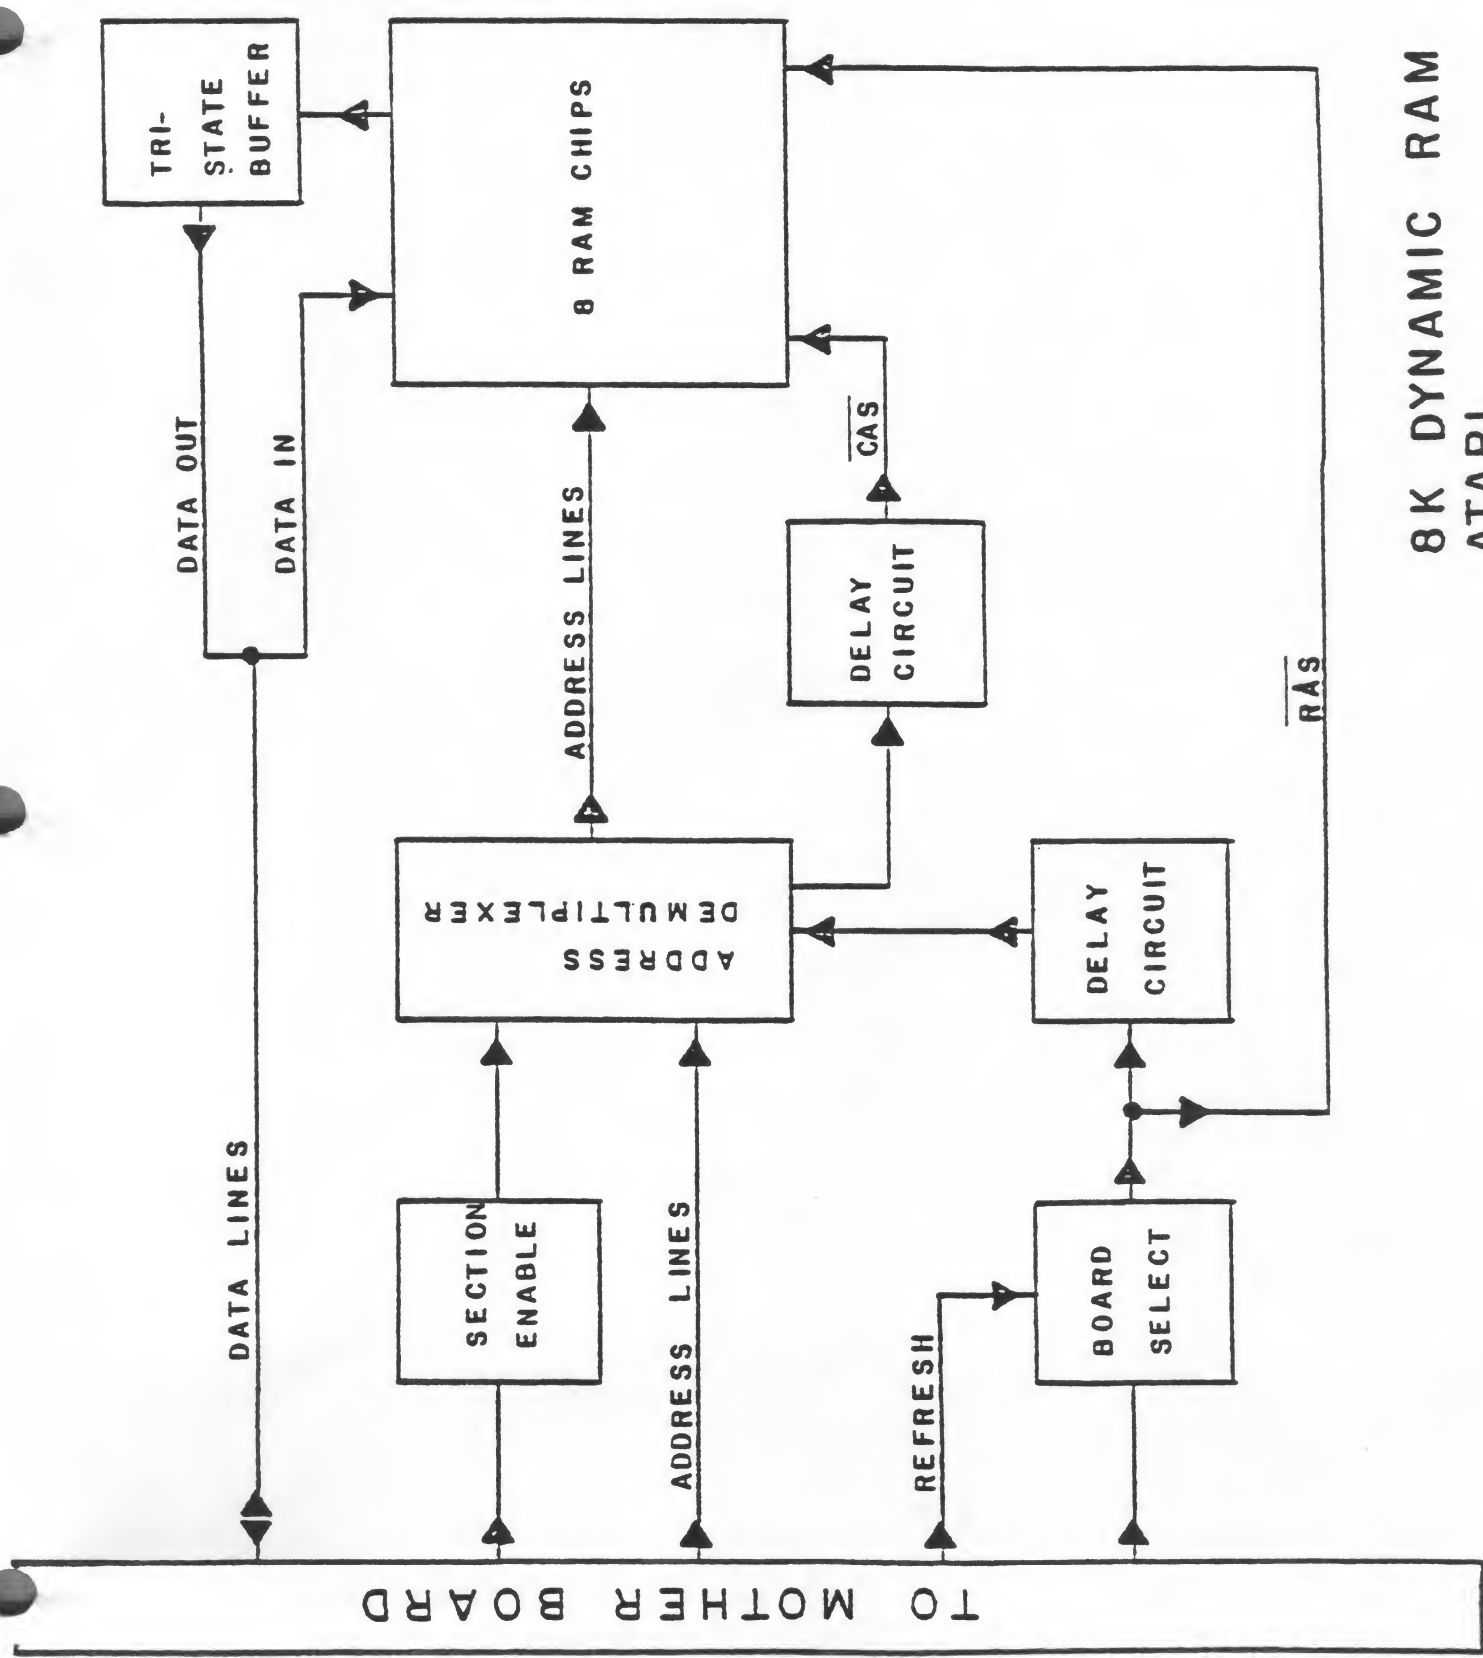 TO MOTHER BOARD
DATA LINES
SECTION
ENABLE
ADDRESS LINES
REFRESH
BOARD
SELECT
ADDRESS
DEMULTIPLEXER
DELAY
CIRCUIT
RAS
ADDRESS LINES
DELAY
CIRCUIT
CAS
DATA OUT
DATA IN
TRI-
STATE
BUFFER
8 RAM CHIPS
8K DYNAMIC RAM
ATARI